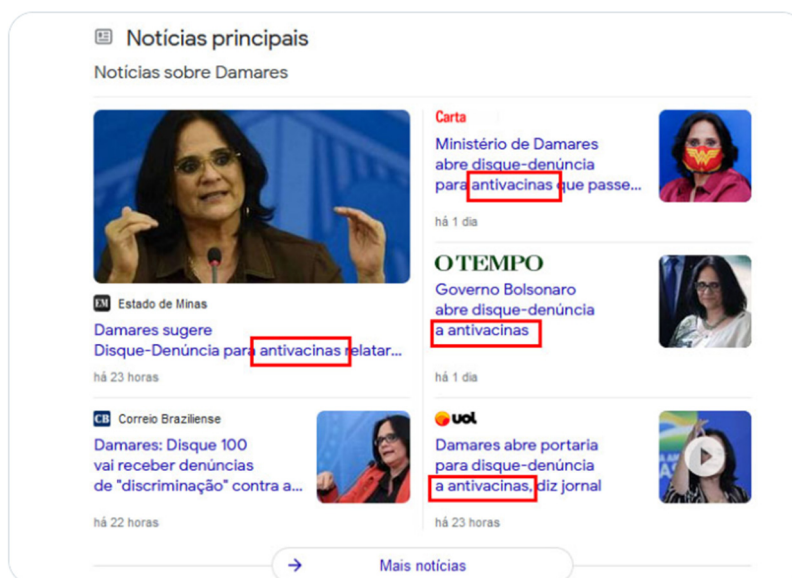 Notícias principais
Notícias sobre Damares
EM Estado de Minas
Damares sugere
Disque-Denúncia para antivacinas relatar...
há 23 horas
Carta
Ministério de Damares
abre disque-denúncia
para antivacinas que passe...
há 1 dia
O TEMPO
Governo Bolsonaro
abre disque-denúncia
a antivacinas
há 1 dia
CB Correio Braziliense
Damares: Disque 100
vai receber denúncias
de "discriminação" contra a...
há 22 horas
uol
Damares abre portaria
para disque-denúncia
a antivacinas, diz jornal
há 23 horas
Mais notícias